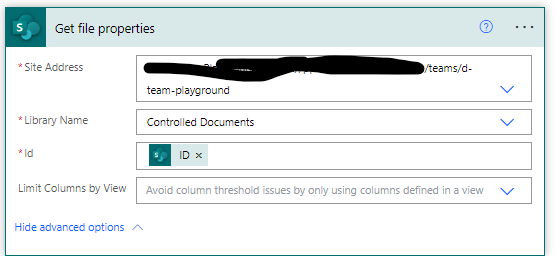 Get file properties
* Site Address
/teams/d-
team-playground
* Library Name
Controlled Documents
* Id
ID ×
Limit Columns by View
Avoid column threshold issues by only using columns defined in a view
Hide advanced options